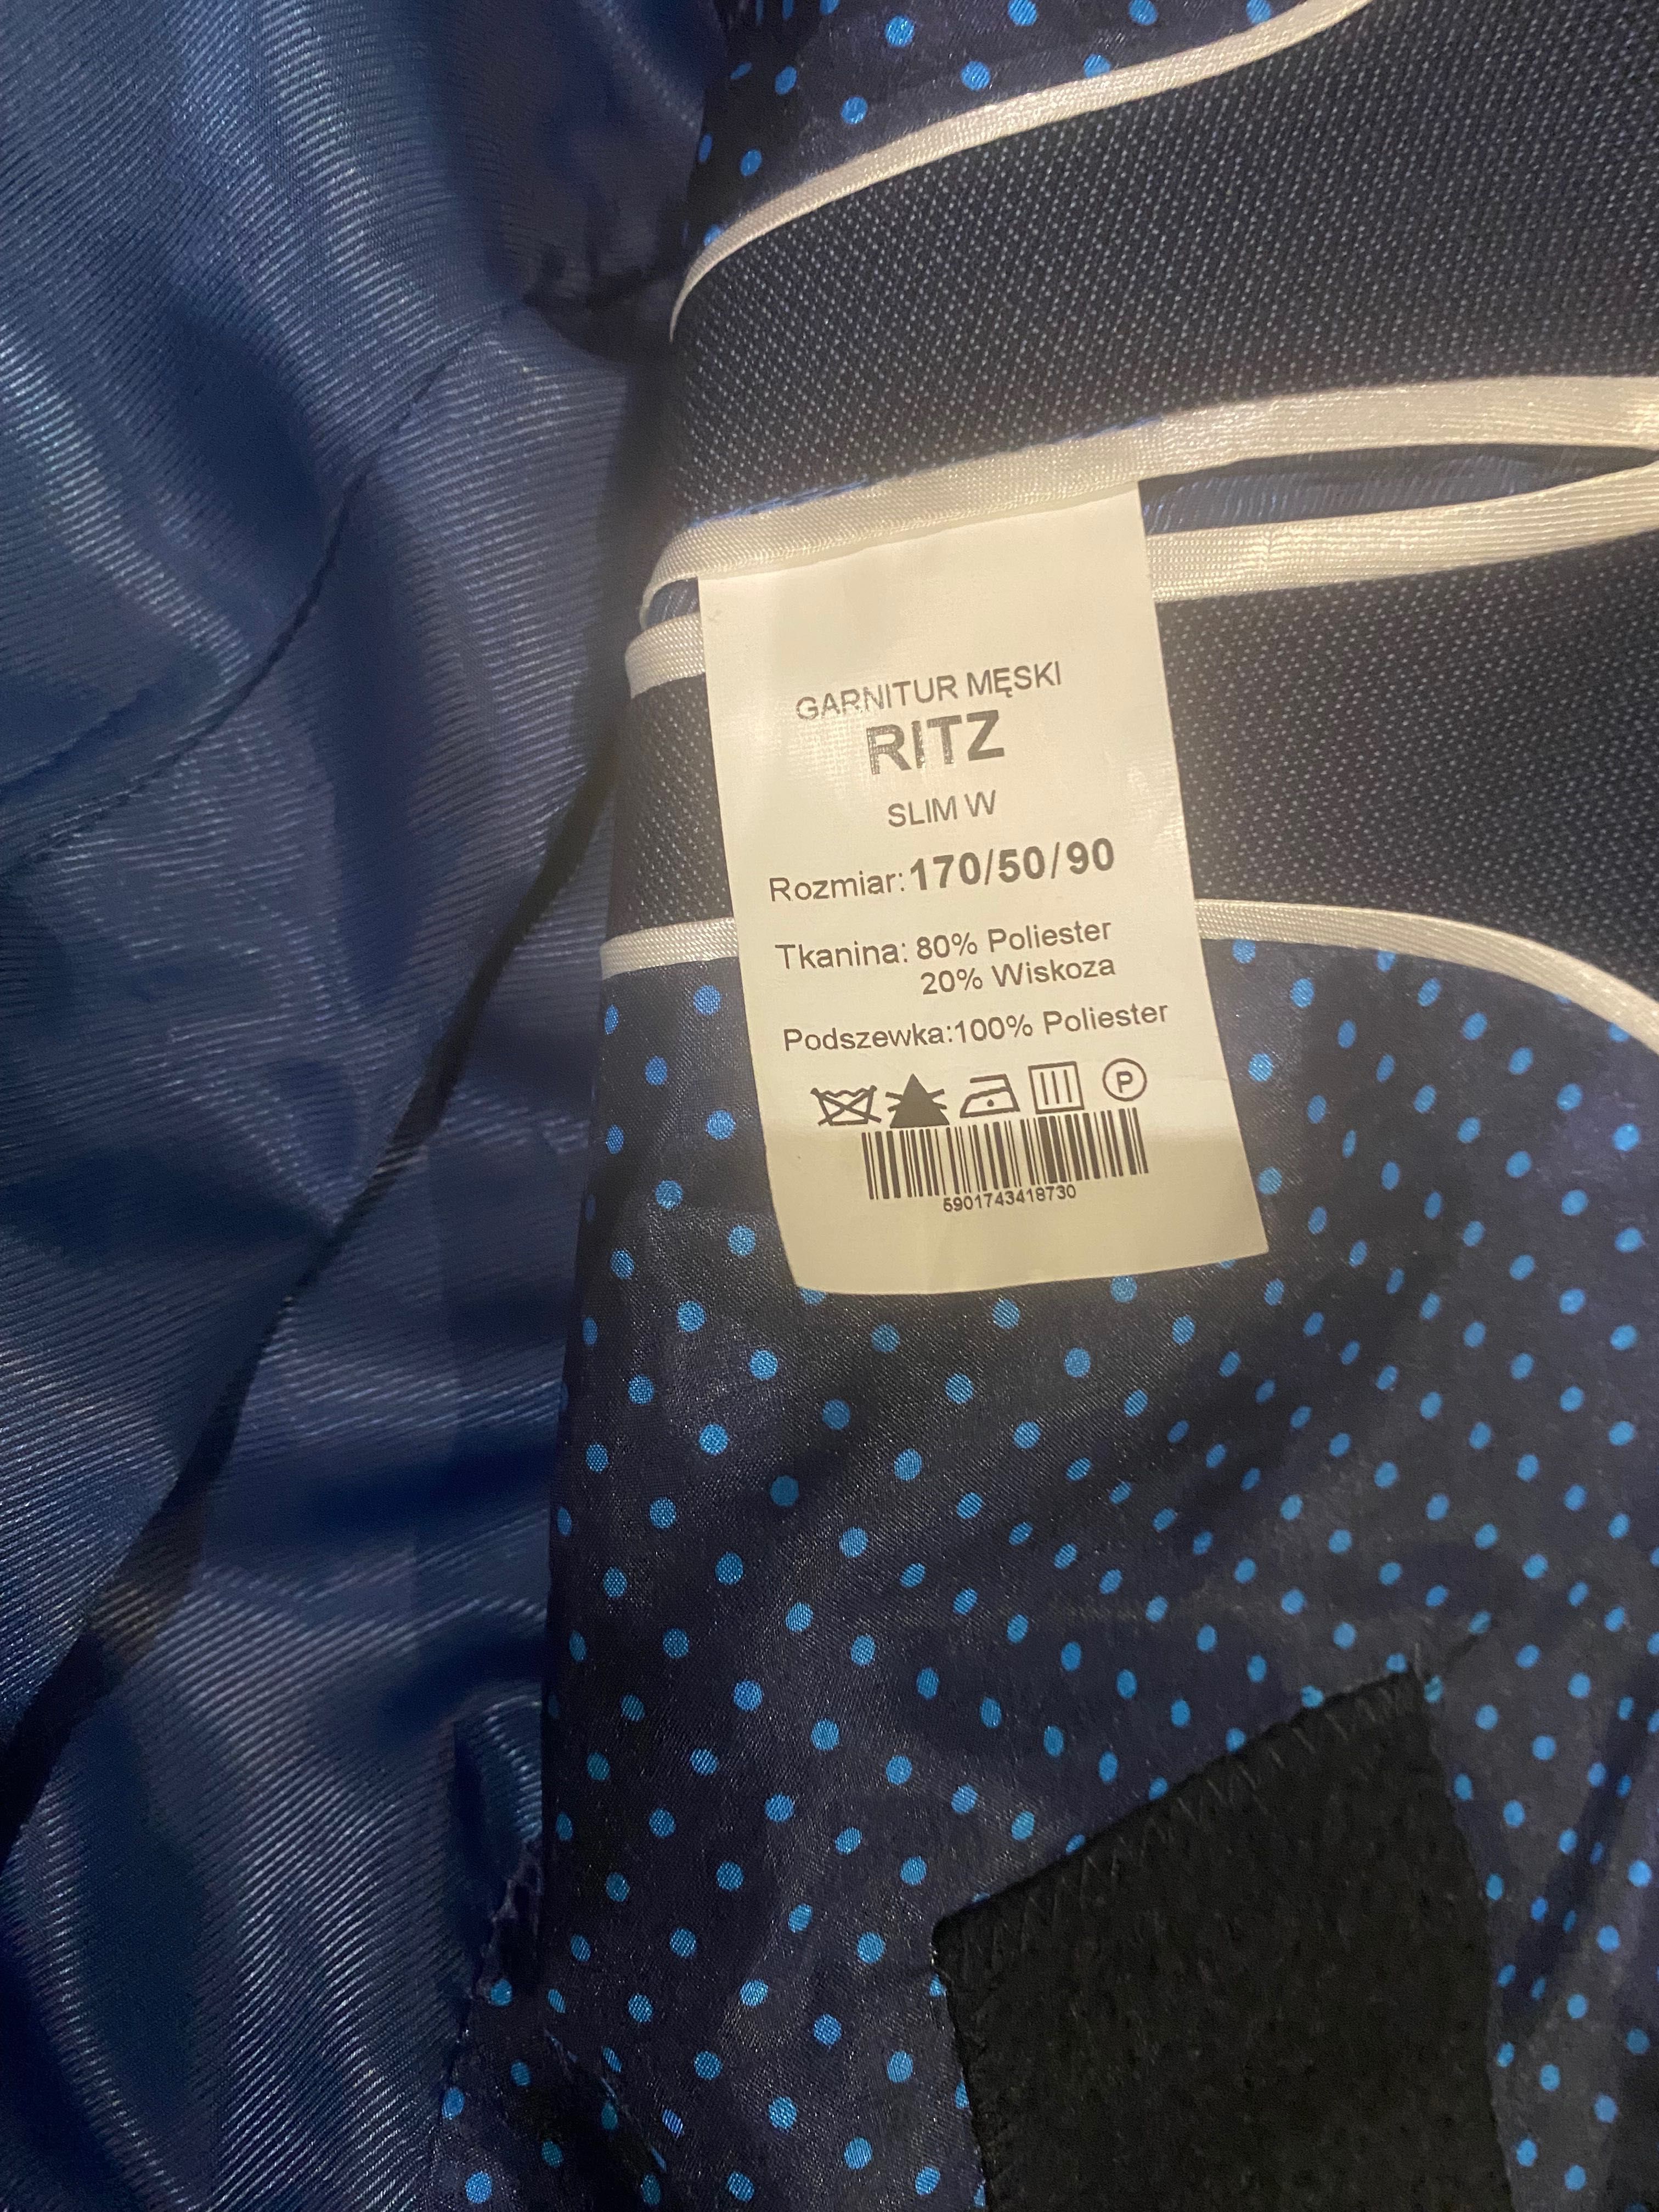 GARNITUR MĘSKI
RITZ
SLIM W
Rozmiar: 170/50/90
Tkanina: 80% Poliester
20% Wiskoza
Podszewka:100% Poliester
P
5901743418730